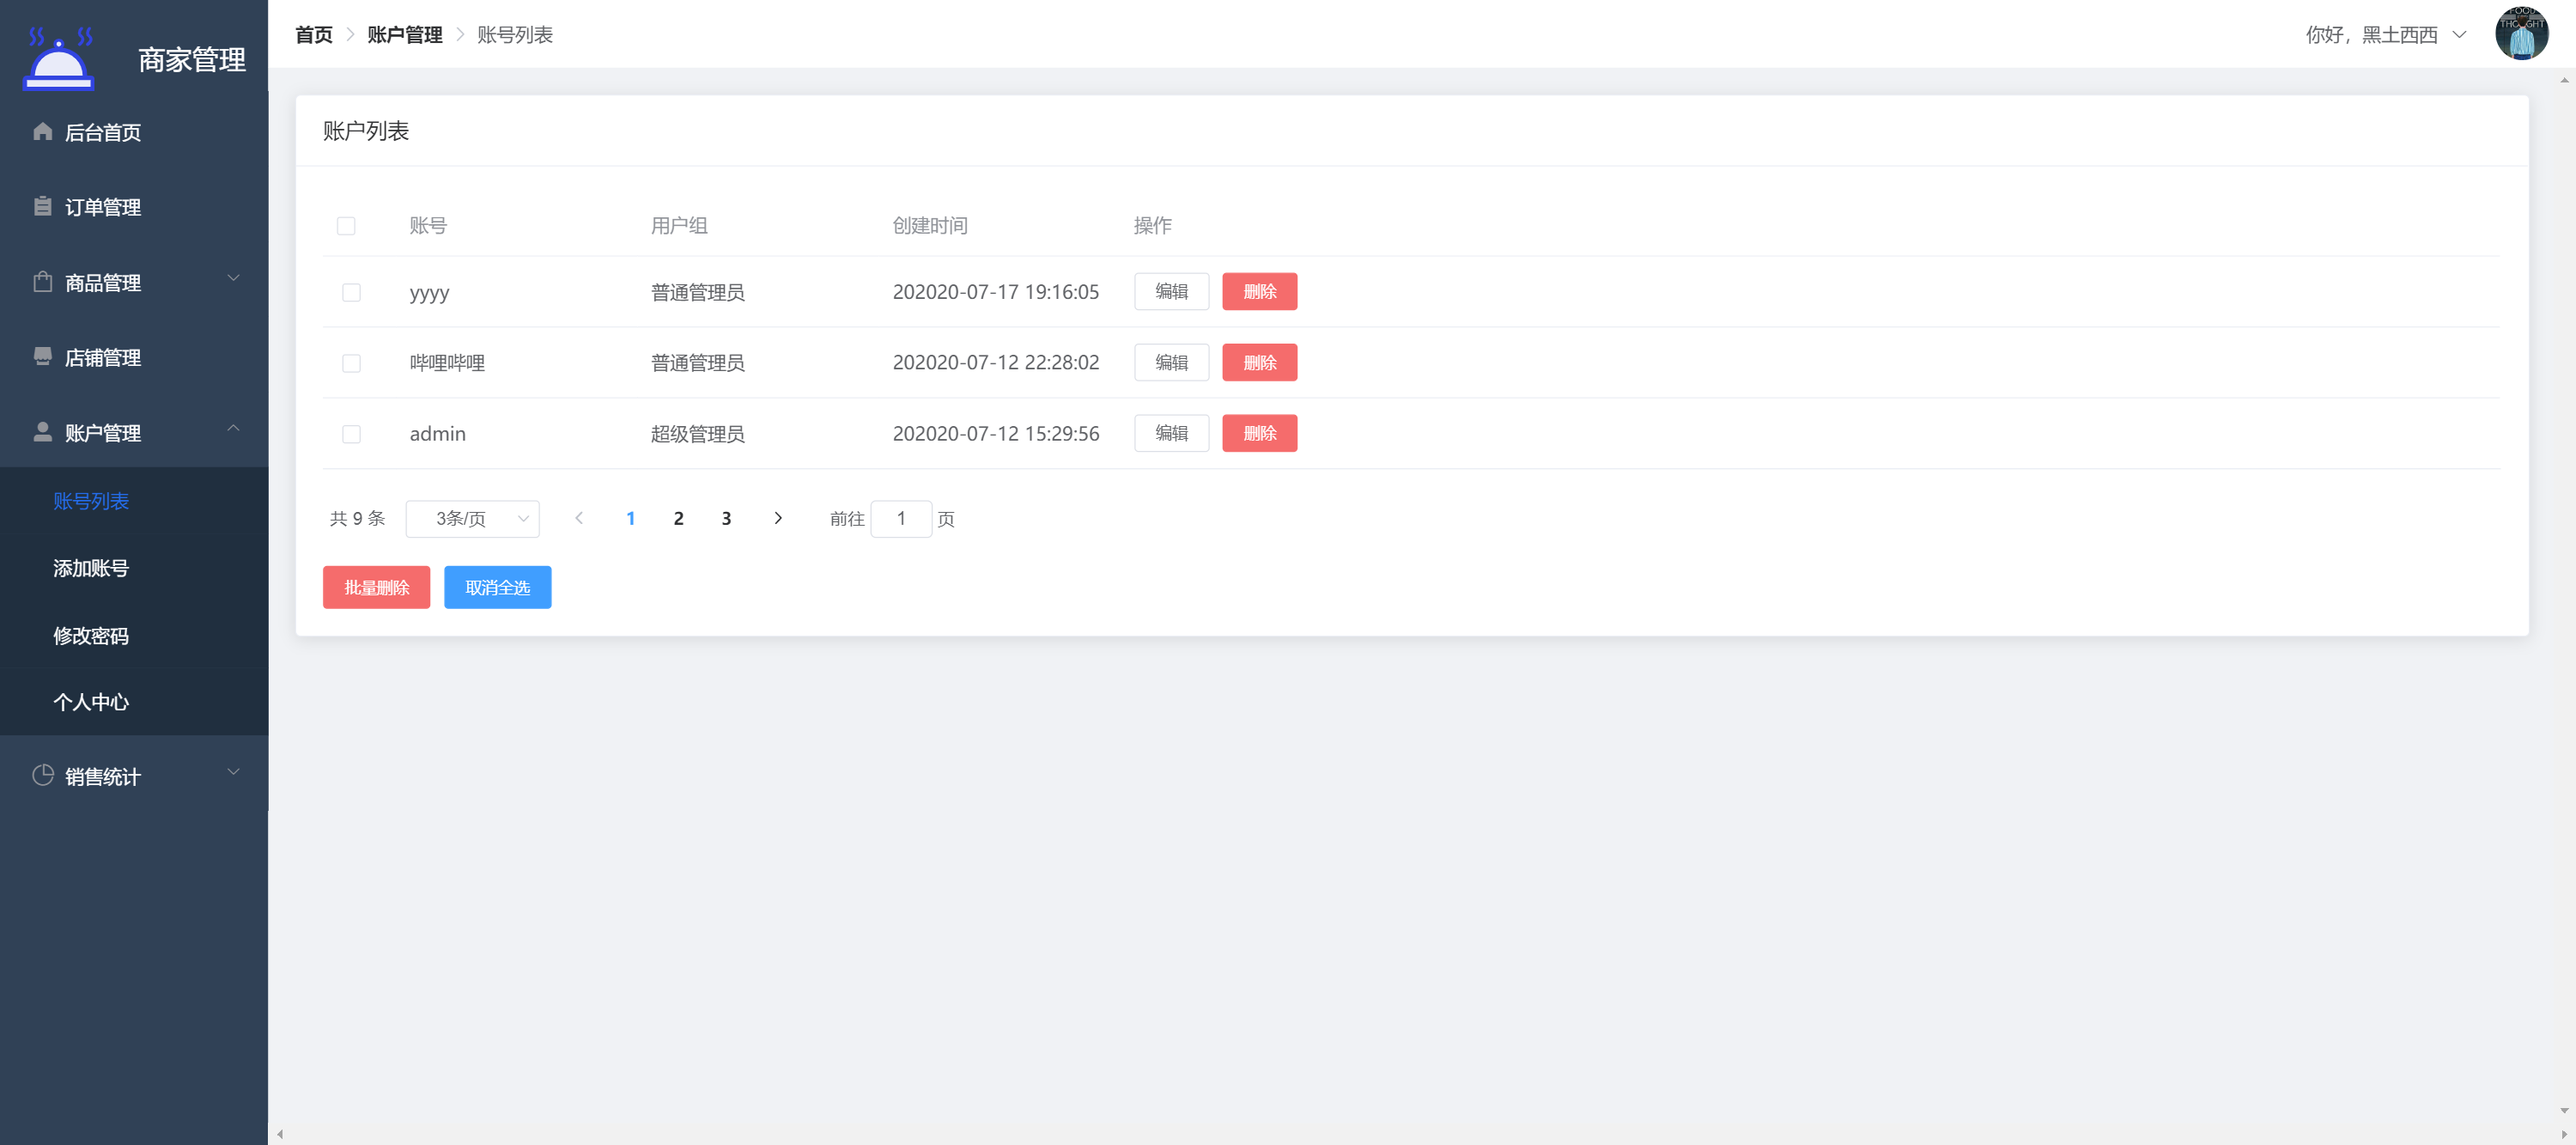 商家管理
首页 > 账户管理 > 账号列表
你好，黑土西西
FOOD
THOUGHT
后台首页
订单管理
商品管理
店铺管理
账户管理
账号列表
添加账号
修改密码
个人中心
销售统计
账户列表
账号 用户组 创建时间 操作
yyyy 普通管理员 202020-07-17 19:16:05 编辑 删除
哔哩哔哩 普通管理员 202020-07-12 22:28:02 编辑 删除
admin 超级管理员 202020-07-12 15:29:56 编辑 删除
共 9 条 3条/页 1 2 3 前往 1 页
批量删除 取消全选